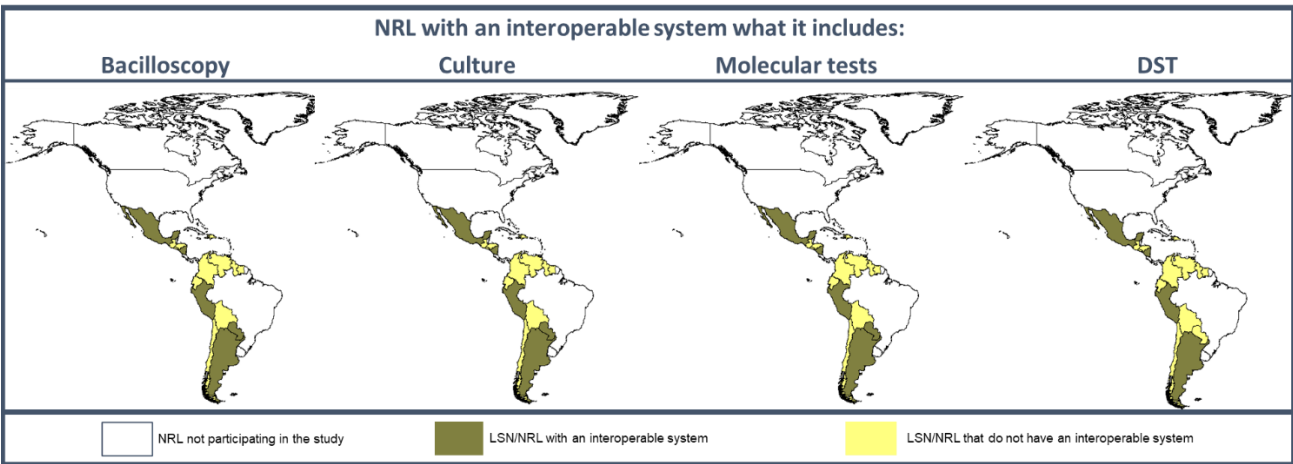 NRL with an interoperable system what it includes:
Bacilloscopy
Culture
Molecular tests
DST
NRL not participating in the study
LSN/NRL with an interoperable system
LSN/NRL that do not have an interoperable system